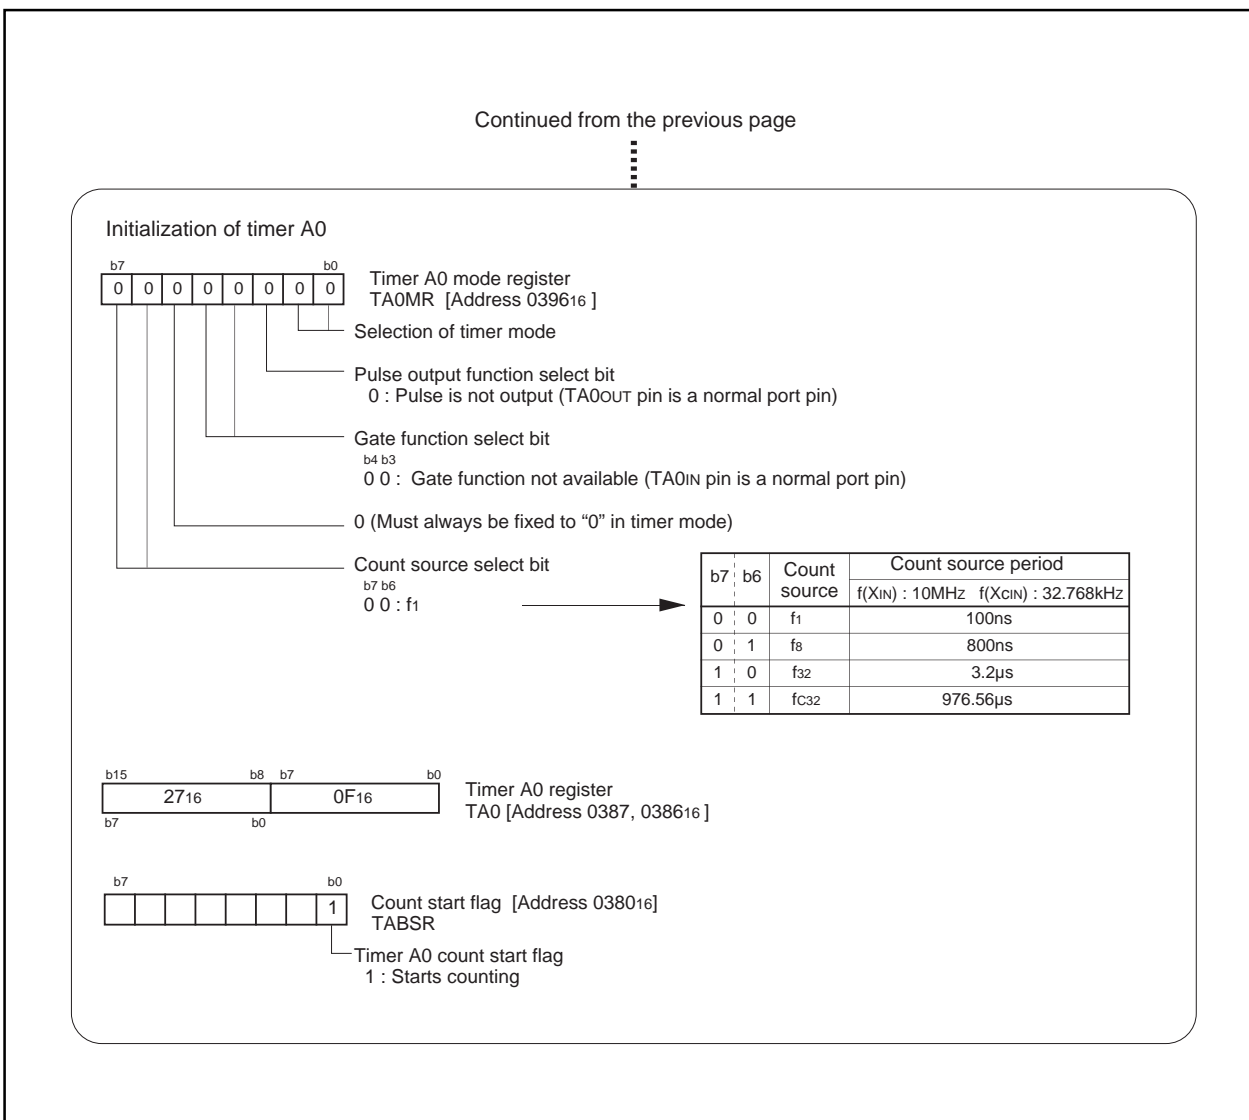 Continued from the previous page
Initialization of timer A0
b7 b0
0 0 0 0 0 0 0 0
Timer A0 mode register
TA0MR [Address 039616 ]
Selection of timer mode
Pulse output function select bit
0 : Pulse is not output (TA0OUT pin is a normal port pin)
Gate function select bit
b4 b3
0 0 : Gate function not available (TA0IN pin is a normal port pin)
0 (Must always be fixed to “0” in timer mode)
Count source select bit
b7 b6
0 0 : f1
b7 b6 Count source Count source period
f(XIN) : 10MHZ f(XCIN) : 32.768kHZ
0 0 f1 100ns
0 1 f8 800ns
1 0 f32 3.2µs
1 1 fC32 976.56µs
b15 b8 b7 b0
2716 0F16
b7 b0
Timer A0 register
TA0 [Address 0387, 038616 ]
b7 b0
1
Count start flag [Address 038016]
TABSR
Timer A0 count start flag
1 : Starts counting